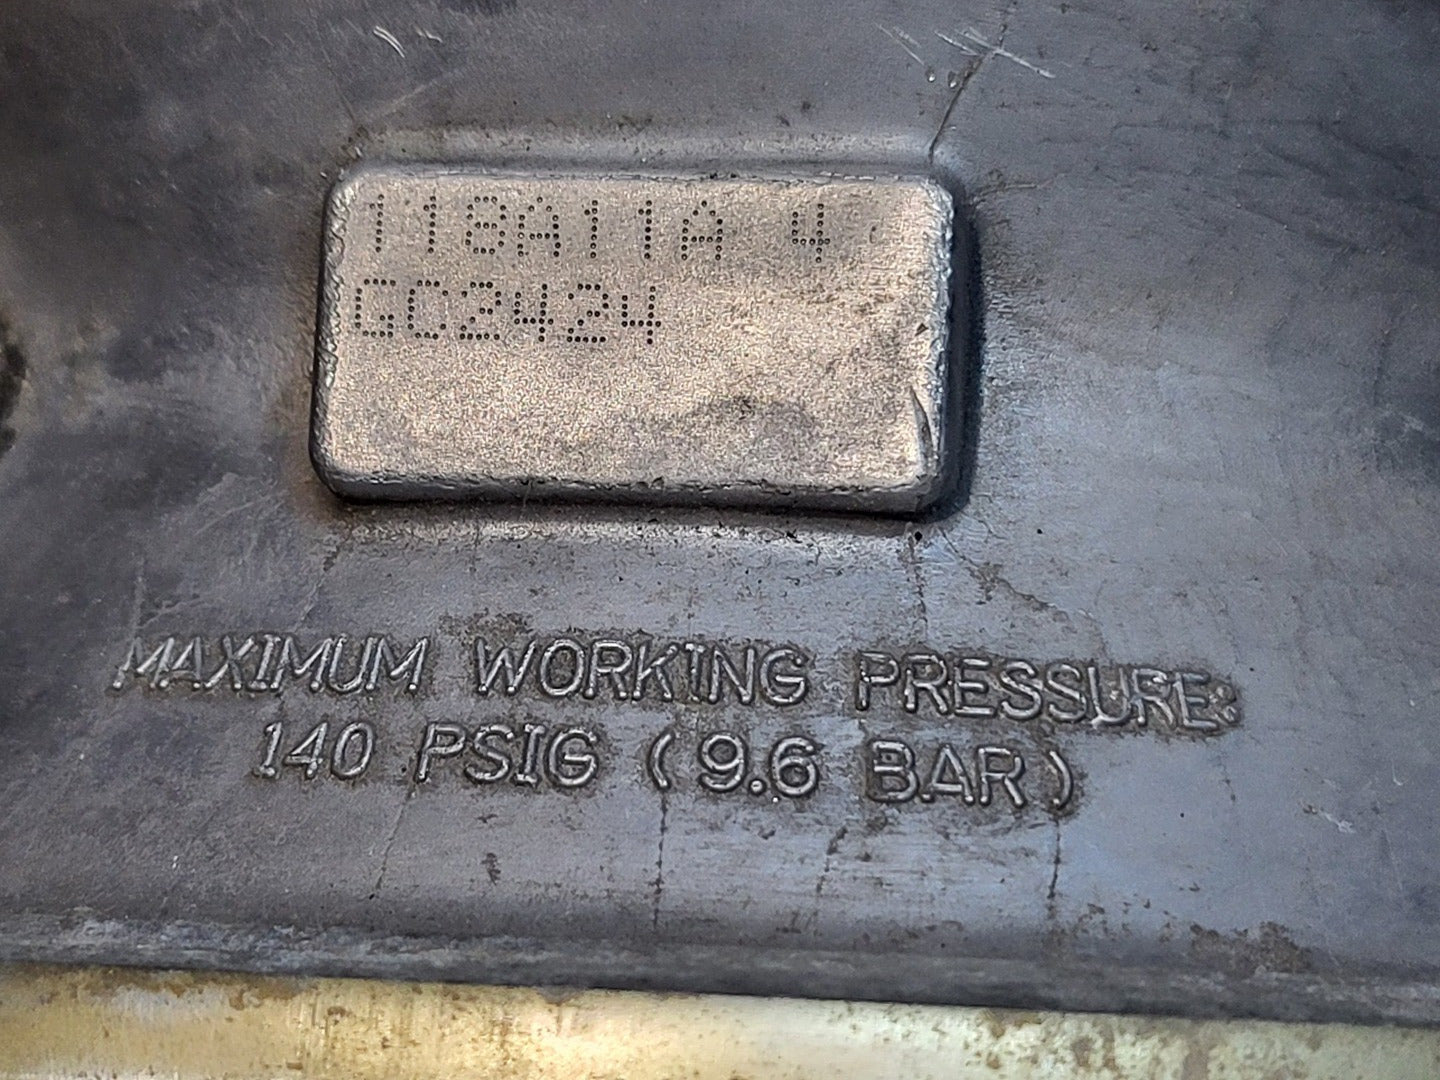 118A11A 4
GC2424
MAXIMUM WORKING PRESSURE:
140 PSIG (9.6 BAR)